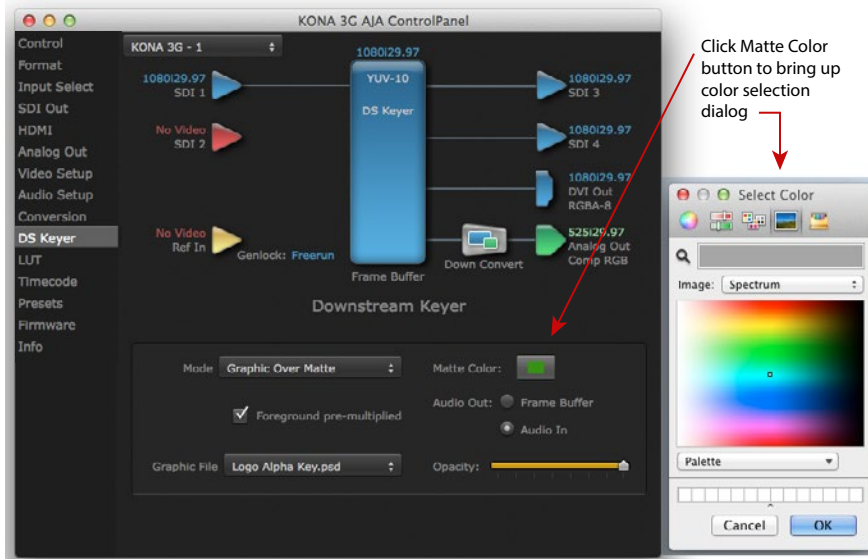 KONA 3G AJA ControlPanel
Control
Format
Input Select
SDI Out
HDMI
Analog Out
Video Setup
Audio Setup
Conversion
DS Keyer
LUT
Timecode
Presets
Firmware
Info
KONA 3G - 1
1080i29.97
YUV-10
DS Keyer
Frame Buffer
1080i29.97
SDI 1
No Video
SDI 2
No Video
Ref In
Genlock: Freerun
1080i29.97
SDI 3
1080i29.97
SDI 4
1080i29.97
DVI Out
RGBA-8
Down Convert
525i29.97
Analog Out
Comp RGB
Downstream Keyer
Mode Graphic Over Matte
Foreground pre-multiplied
Graphic File Logo Alpha Key.psd
Matte Color:
Audio Out: Frame Buffer
Audio In
Opacity:
Click Matte Color
button to bring up
color selection
dialog
Select Color
Image: Spectrum
Palette
Cancel OK